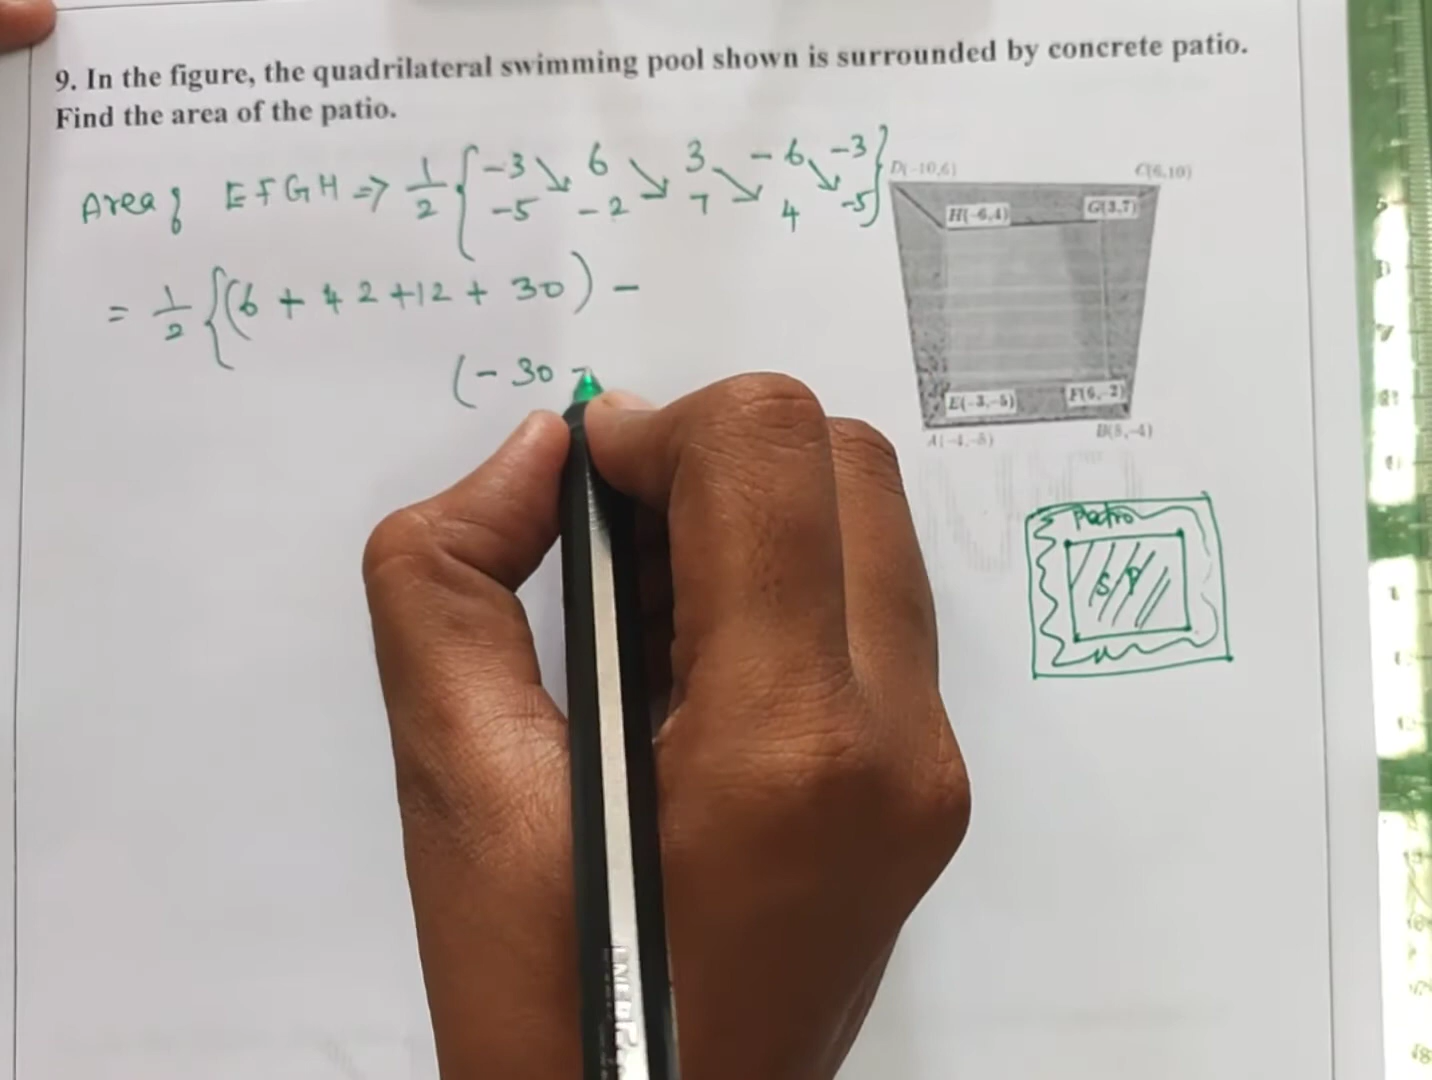 9. In the figure, the quadrilateral swimming pool shown is surrounded by concrete patio.
Find the area of the patio.
Area of EFGH => 1/2 { -3 6 3 -6 -3
-5 -2 7 4 -5 }
= 1/2 {(6 + 42 +12 + 30) -
(- 30 -
D(-10,6)
C(6,10)
H(-6,4)
G(3,7)
E(-3,-5)
F(6,-2)
B(8,-4)
Patio
S/P